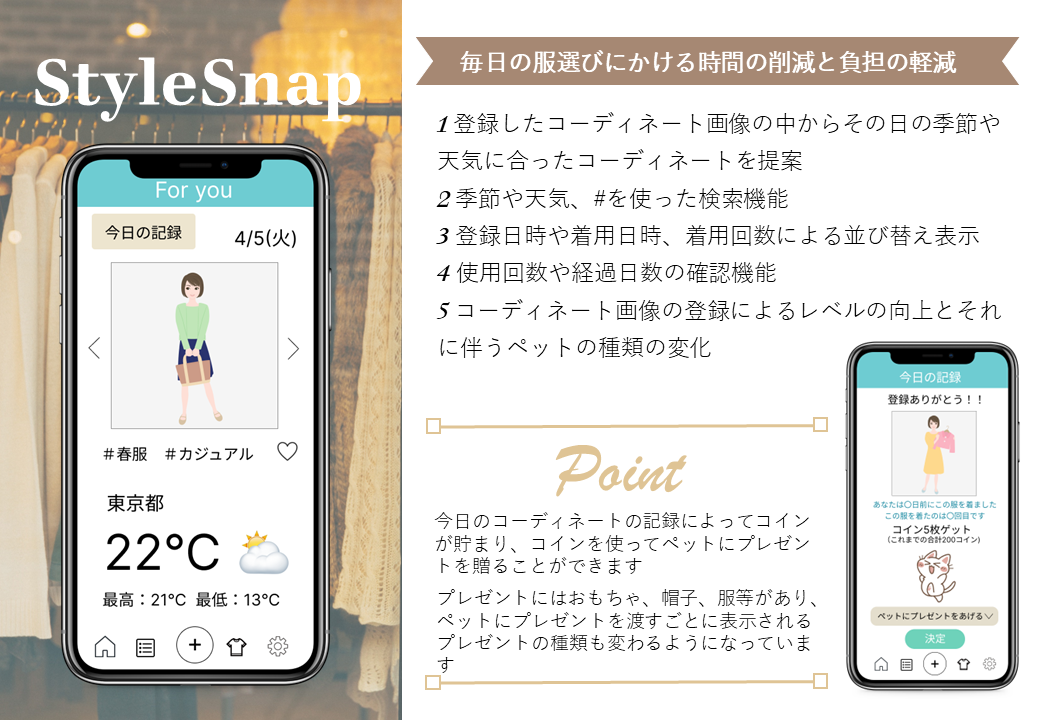 StyleSnap
For you
今日の記録
4/5(火)
#春服 #カジュアル
東京都
22°C
最高：21°C 最低：13°C
毎日の服選びにかける時間の削減と負担の軽減
1 登録したコーディネート画像の中からその日の季節や
天気に合ったコーディネートを提案
2 季節や天気、#を使った検索機能
3 登録日時や着用日時、着用回数による並び替え表示
4 使用回数や経過日数の確認機能
5 コーディネート画像の登録によるレベルの向上とそれ
に伴うペットの種類の変化
Point
今日のコーディネートの記録によってコイン
が貯まり、コインを使ってペットにプレゼン
トを贈ることができます
プレゼントにはおもちゃ、帽子、服等があり、
ペットにプレゼントを渡すごとに表示される
プレゼントの種類も変わるようになっていま
す
今日の記録
登録ありがとう！！
あなたは〇日前にこの服を着ました
この服を着たのは〇回目です
コイン5枚ゲット
(これまでの合計200コイン)
ペットにプレゼントをあげる
決定